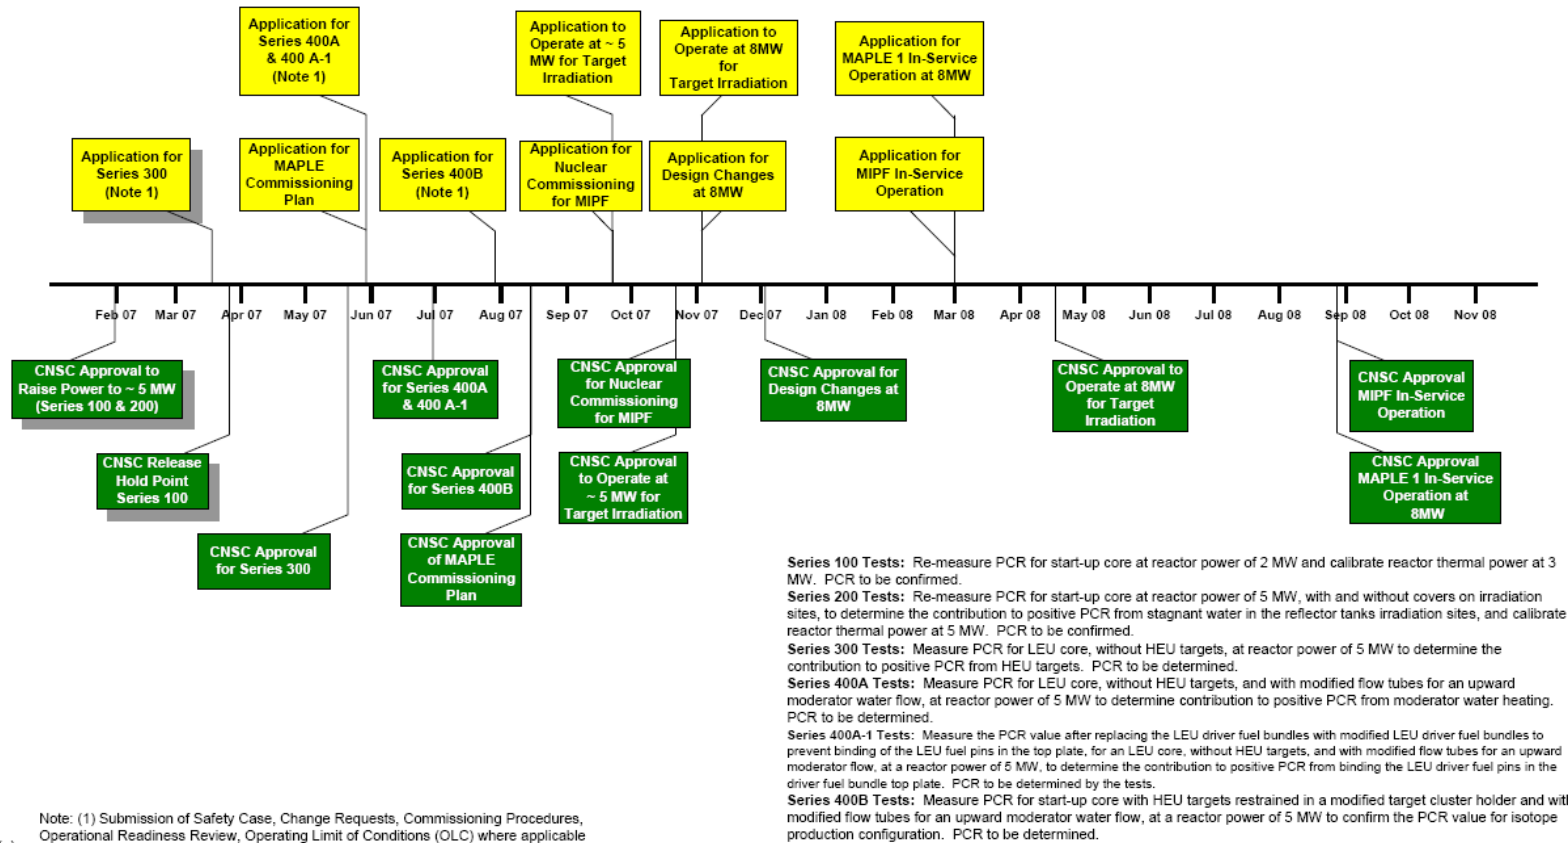 Application for
Series 400A
& 400 A-1
(Note 1)
Application to
Operate at ~ 5
MW for Target
Irradiation
Application to
Operate at 8MW
for
Target Irradiation
Application for
MAPLE 1 In-Service
Operation at 8MW
Application for
Series 300
(Note 1)
Application for
MAPLE
Commissioning
Plan
Application for
Series 400B
(Note 1)
Application for
Nuclear
Commissioning
for MIPF
Application for
Design Changes
at 8MW
Application for
MIPF In-Service
Operation
Feb 07 Mar 07 Apr 07 May 07 Jun 07 Jul 07 Aug 07 Sep 07 Oct 07 Nov 07 Dec 07 Jan 08 Feb 08 Mar 08 Apr 08 May 08 Jun 08 Jul 08 Aug 08 Sep 08 Oct 08 Nov 08
CNSC Approval to
Raise Power to ~ 5 MW
(Series 100 & 200)
CNSC Approval
for Series 400A
& 400 A-1
CNSC Approval
for Nuclear
Commissioning
for MIPF
CNSC Approval for
Design Changes at
8MW
CNSC Approval to
Operate at 8MW
for Target
Irradiation
CNSC Approval
MIPF In-Service
Operation
CNSC Release
Hold Point
Series 100
CNSC Approval
for Series 400B
CNSC Approval
to Operate at
~ 5 MW for
Target Irradiation
CNSC Approval
MAPLE 1 In-Service
Operation at
8MW
CNSC Approval
for Series 300
CNSC Approval
of MAPLE
Commissioning
Plan
Series 100 Tests: Re-measure PCR for start-up core at reactor power of 2 MW and calibrate reactor thermal power at 3
MW. PCR to be confirmed.
Series 200 Tests: Re-measure PCR for start-up core at reactor power of 5 MW, with and without covers on irradiation
sites, to determine the contribution to positive PCR from stagnant water in the reflector tanks irradiation sites, and calibrate
reactor thermal power at 5 MW. PCR to be confirmed.
Series 300 Tests: Measure PCR for LEU core, without HEU targets, at reactor power of 5 MW to determine the
contribution to positive PCR from HEU targets. PCR to be determined.
Series 400A Tests: Measure PCR for LEU core, without HEU targets, and with modified flow tubes for an upward
moderator water flow, at reactor power of 5 MW to determine contribution to positive PCR from moderator water heating.
PCR to be determined.
Series 400A-1 Tests: Measure the PCR value after replacing the LEU driver fuel bundles with modified LEU driver fuel bundles to
prevent binding of the LEU fuel pins in the top plate, for an LEU core, without HEU targets, and with modified flow tubes for an upward
moderator flow, at a reactor power of 5 MW, to determine the contribution to positive PCR from binding the LEU driver fuel pins in the
driver fuel bundle top plate. PCR to be determined by the tests.
Series 400B Tests: Measure PCR for start-up core with HEU targets restrained in a modified target cluster holder and wit
modified flow tubes for an upward moderator water flow, at a reactor power of 5 MW to confirm the PCR value for isotope
production configuration. PCR to be determined.
Note: (1) Submission of Safety Case, Change Requests, Commissioning Procedures,
Operational Readiness Review, Operating Limit of Conditions (OLC) where applicable